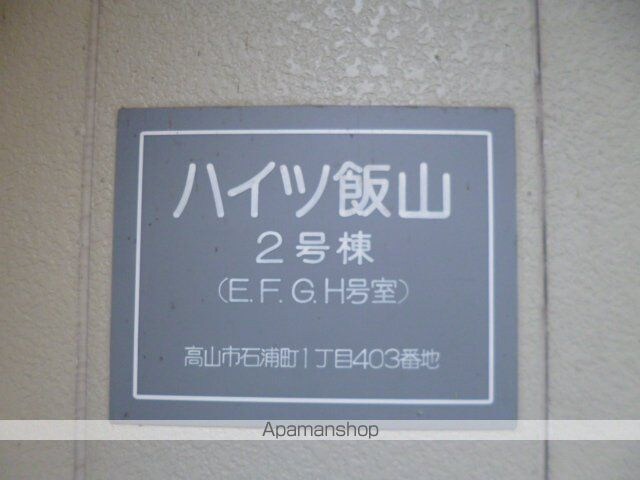 ハイツ飯山
2号棟
(E.F.G.H号室)
高山市石浦町1丁目403番地
Apamanshop